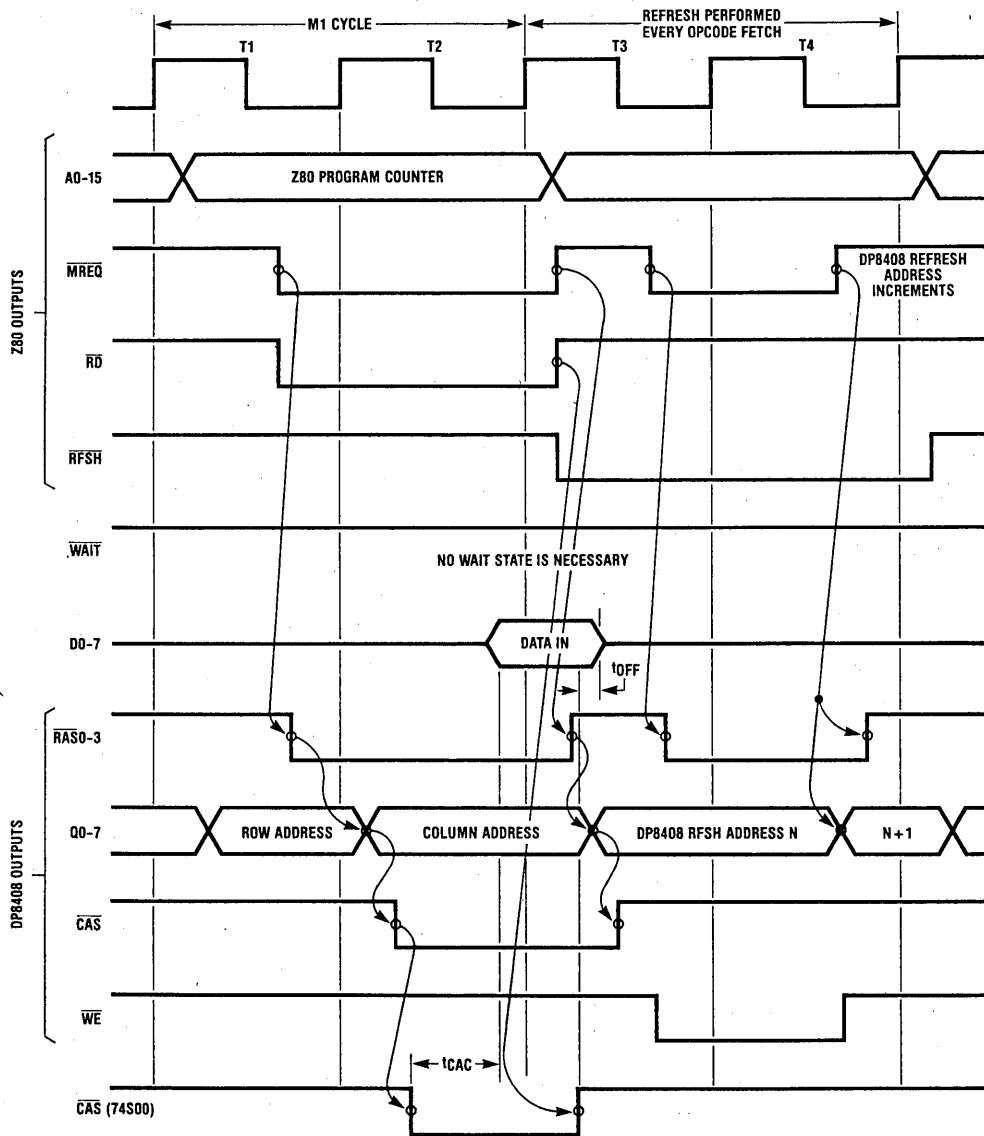 M1 CYCLE
REFRESH PERFORMED
EVERY OPCODE FETCH
T1
T2
T3
T4
Z80 OUTPUTS
A0-15
Z80 PROGRAM COUNTER
MREQ
DP8408 REFRESH
ADDRESS
INCREMENTS
RD
RFSH
WAIT
NO WAIT STATE IS NECESSARY
D0-7
DATA IN
tOFF
DP8408 OUTPUTS
RAS0-3
Q0-7
ROW ADDRESS
COLUMN ADDRESS
DP8408 RFSH ADDRESS N
N+1
CAS
WE
tCAC
CAS (74S00)